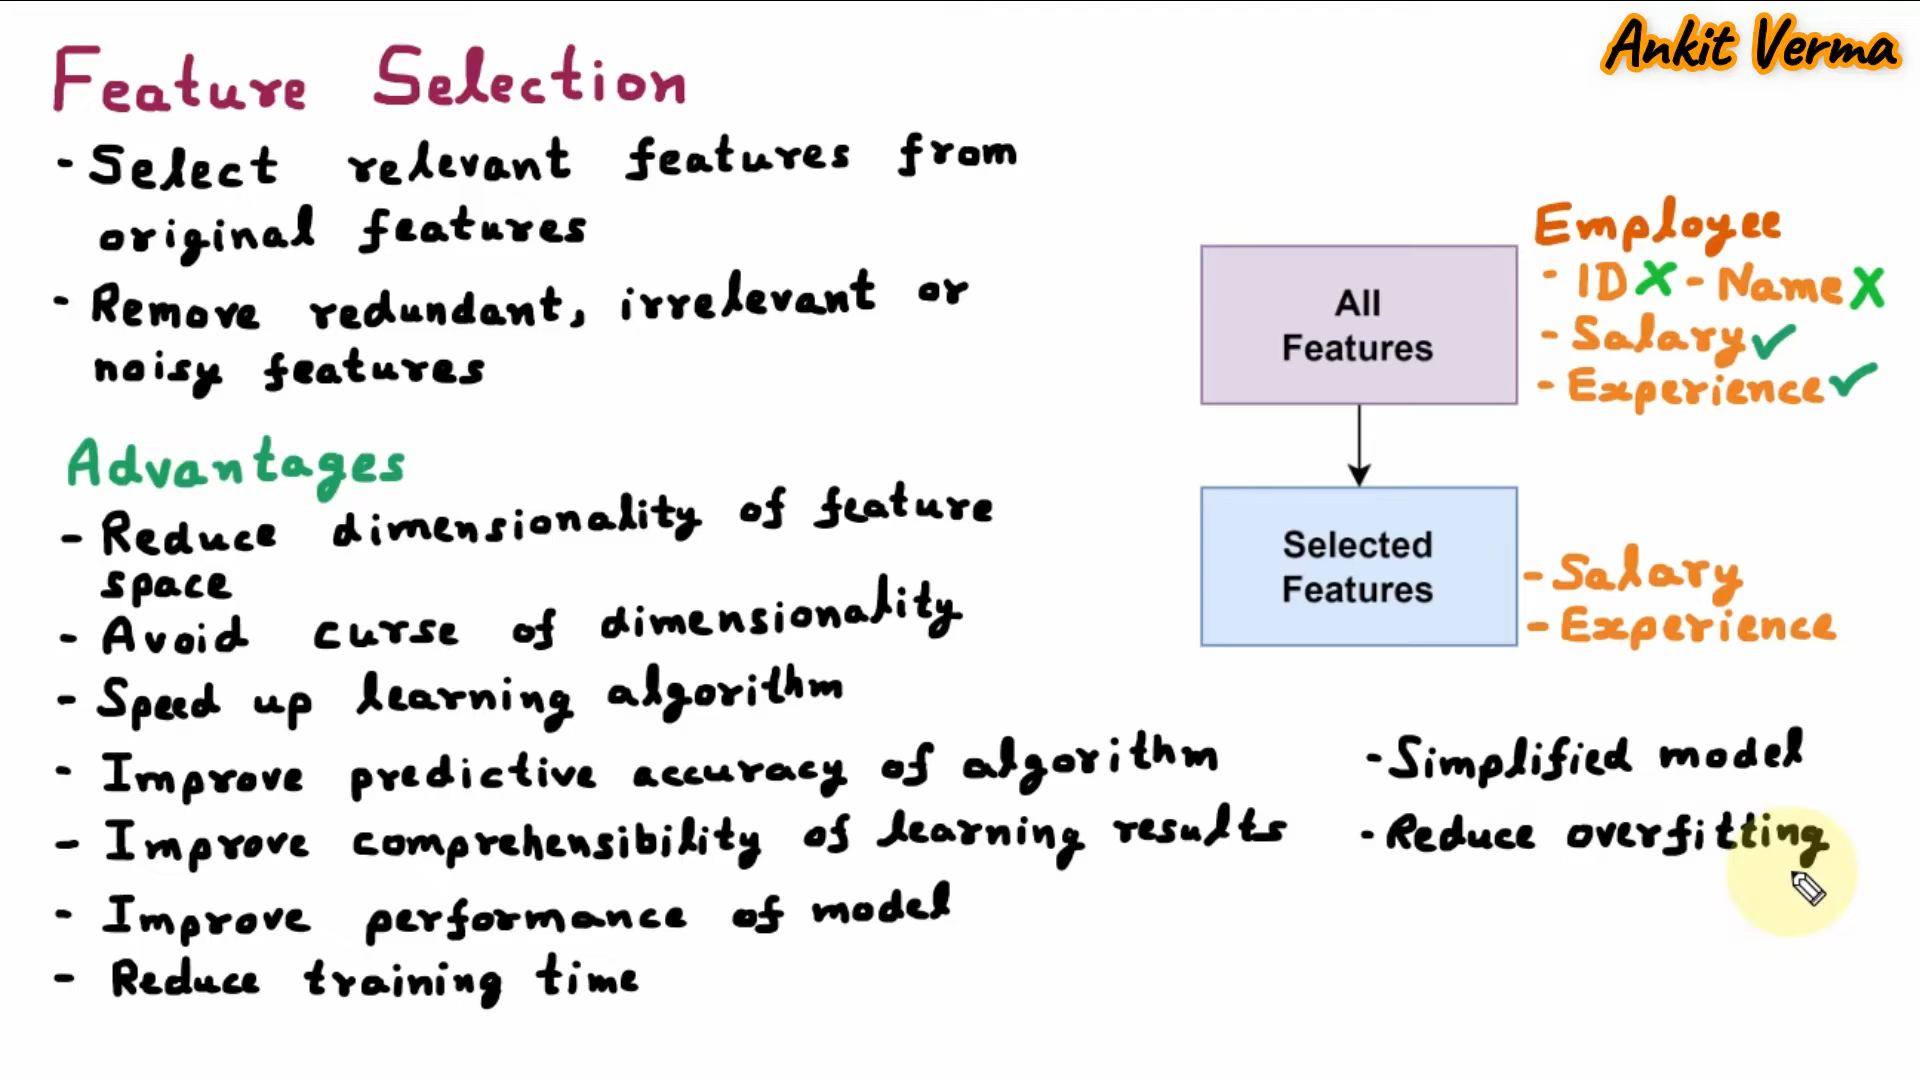 Ankit Verma
Feature Selection
- Select relevant features from
original features
- Remove redundant, irrelevant or
noisy features
Advantages
- Reduce dimensionality of feature
space
- Avoid curse of dimensionality
- Speed up learning algorithm
- Improve predictive accuracy of algorithm
- Improve comprehensibility of learning results
- Improve performance of model
- Reduce training time
All
Features
Employee
- ID X - Name X
- Salary ✓
- Experience ✓
Selected
Features
- Salary
- Experience
- Simplified model
- Reduce overfitting